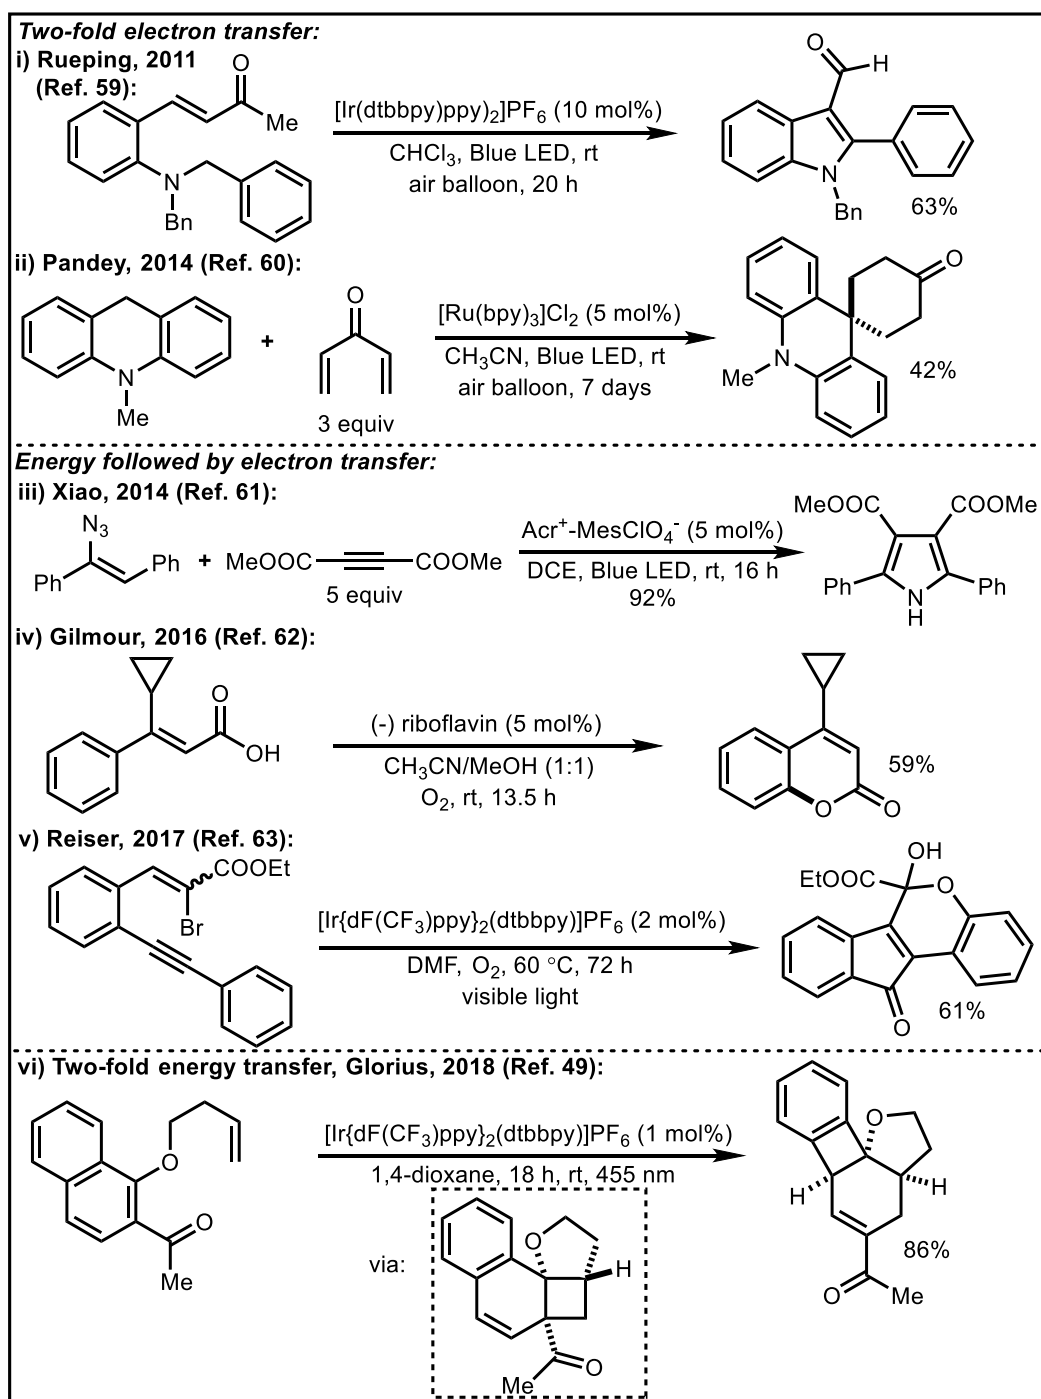 Two-fold electron transfer:
i) Rueping, 2011
(Ref. 59):
O
Me
N
Bn
[Ir(dtbbpy)ppy)₂]PF₆ (10 mol%)
CHCl₃, Blue LED, rt
air balloon, 20 h
O
H
N
Bn
63%
ii) Pandey, 2014 (Ref. 60):
N
Me
+
O
3 equiv
[Ru(bpy)₃]Cl₂ (5 mol%)
CH₃CN, Blue LED, rt
air balloon, 7 days
O
N
Me
42%
Energy followed by electron transfer:
iii) Xiao, 2014 (Ref. 61):
N₃
Ph
Ph
+
MeOOC
COOMe
5 equiv
Acr⁺-MesClO₄⁻ (5 mol%)
DCE, Blue LED, rt, 16 h
92%
MeOOC
COOMe
Ph
N
H
Ph
iv) Gilmour, 2016 (Ref. 62):
O
OH
(-) riboflavin (5 mol%)
CH₃CN/MeOH (1:1)
O₂, rt, 13.5 h
O
O
59%
v) Reiser, 2017 (Ref. 63):
COOEt
Br
[Ir{dF(CF₃)ppy}₂(dtbbpy)]PF₆ (2 mol%)
DMF, O₂, 60 °C, 72 h
visible light
OH
EtOOC
O
O
61%
vi) Two-fold energy transfer, Glorius, 2018 (Ref. 49):
O
O
Me
[Ir{dF(CF₃)ppy}₂(dtbbpy)]PF₆ (1 mol%)
1,4-dioxane, 18 h, rt, 455 nm
via:
O
H
O
Me
O
H
H
86%
O
Me